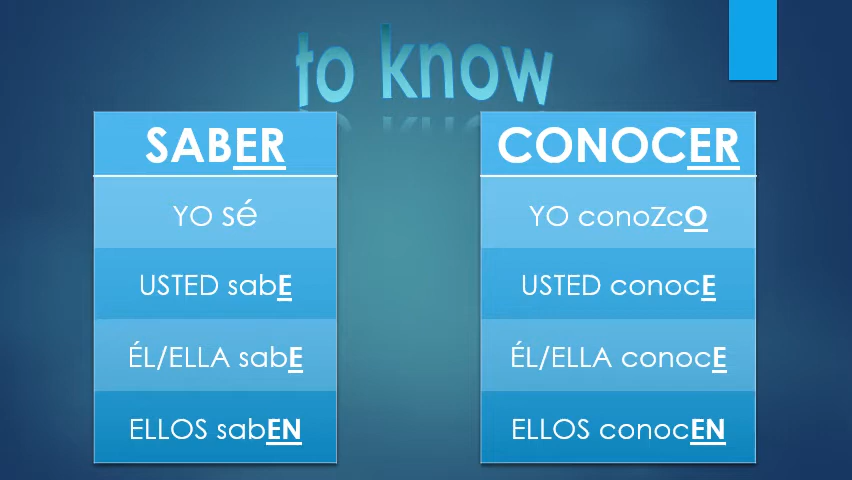 to know
SABER
YO sé
USTED sabE
ÉL/ELLA sabE
ELLOS sabEN
CONOCER
YO conoZcO
USTED conocE
ÉL/ELLA conocE
ELLOS conocEN